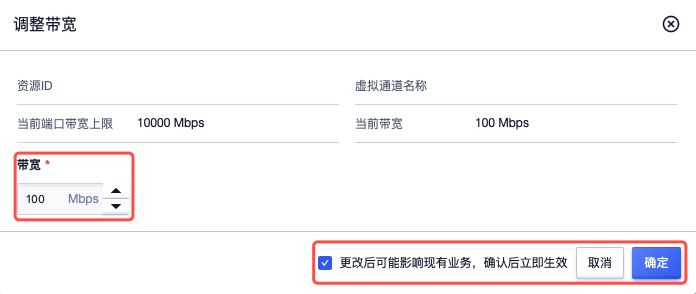 调整带宽
资源ID 虚拟通道名称
当前端口带宽上限 10000 Mbps 当前带宽 100 Mbps
带宽 *
100 Mbps
更改后可能影响现有业务，确认后立即生效 取消 确定